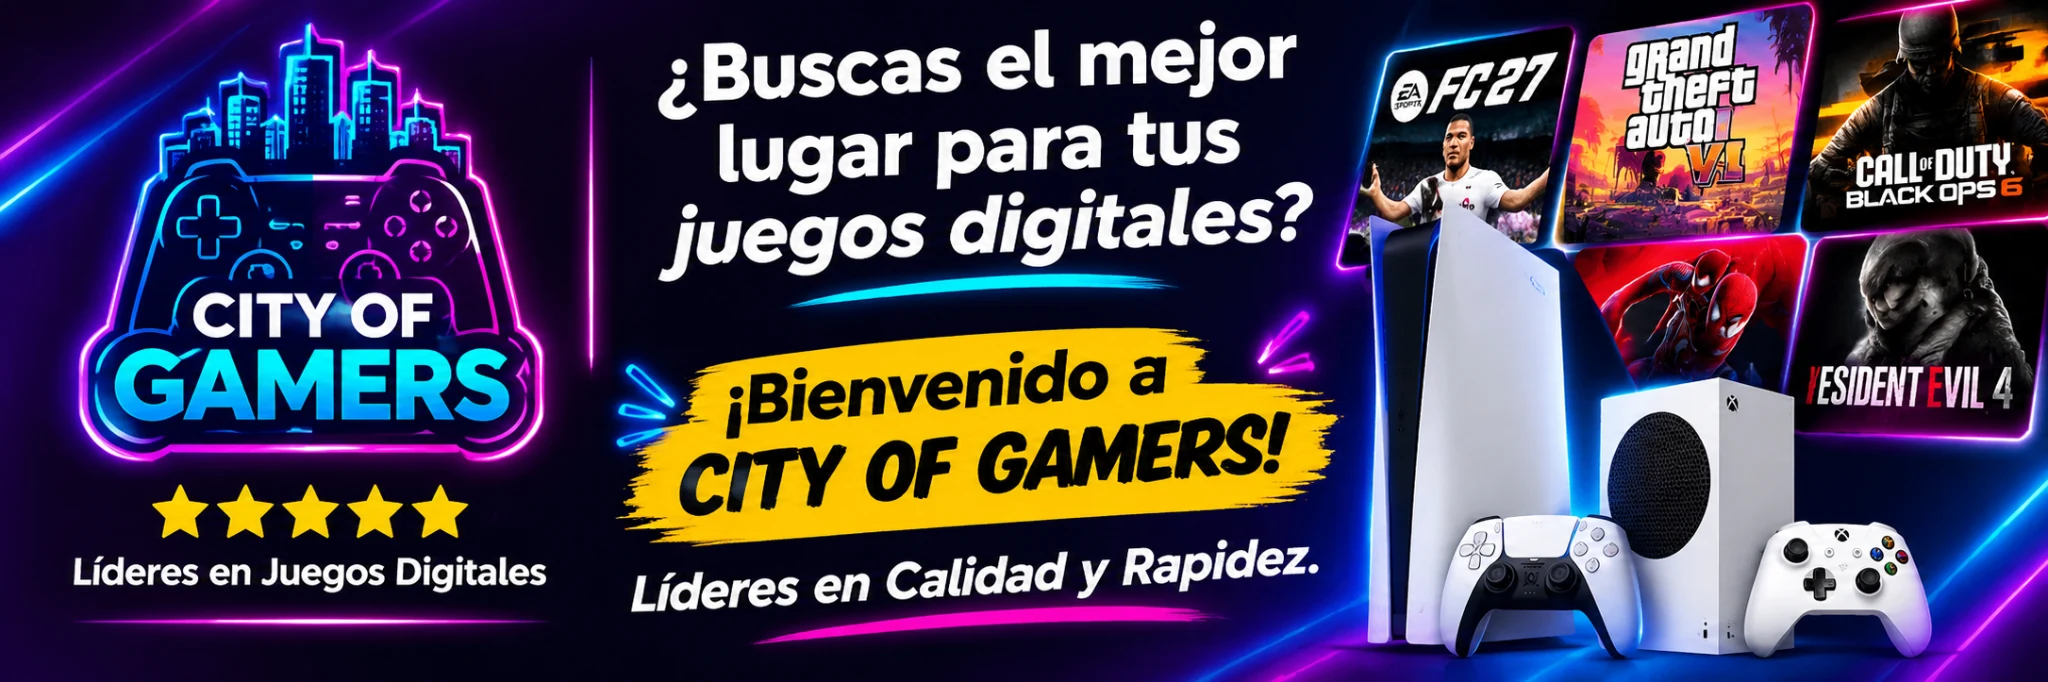 CITY OF
GAMERS
Líderes en Juegos Digitales
¿Buscas el mejor
lugar para tus
juegos digitales?
¡Bienvenido a
CITY OF GAMERS!
Líderes en Calidad y Rapidez.
EA
SPORTS
FC 27
grand
theft
auto
VI
CALL OF DUTY
BLACK OPS 6
RESIDENT EVIL 4